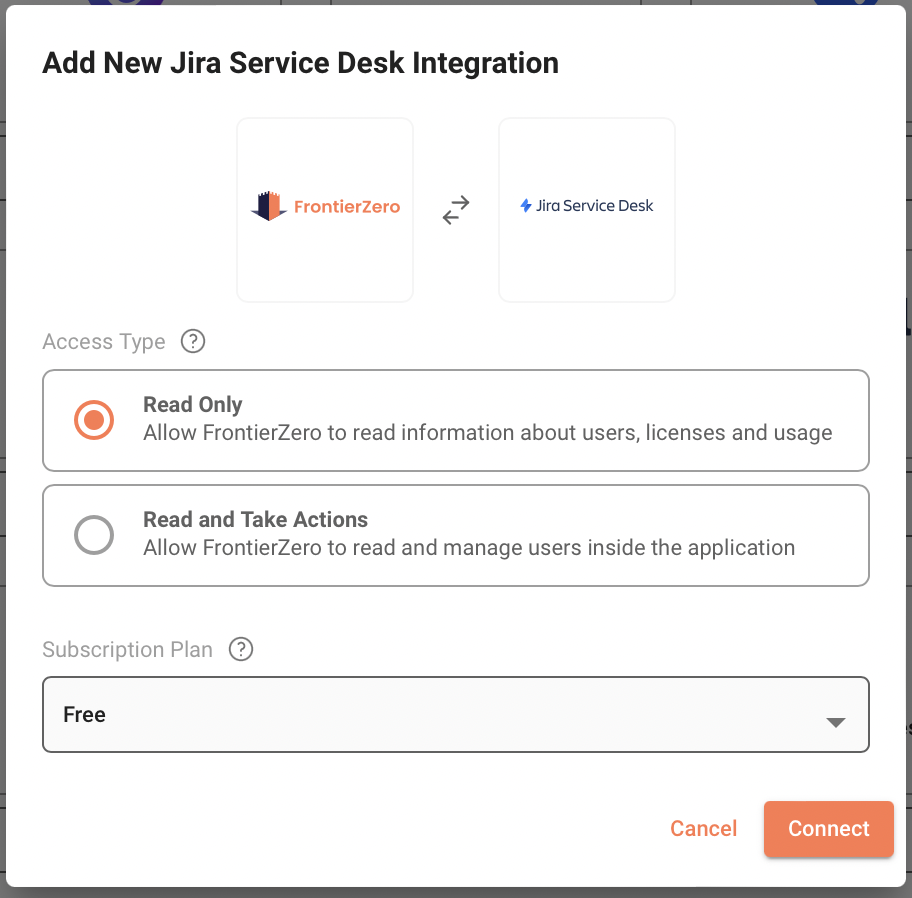 Add New Jira Service Desk Integration
FrontierZero
Jira Service Desk
Access Type ?
Read Only
Allow FrontierZero to read information about users, licenses and usage
Read and Take Actions
Allow FrontierZero to read and manage users inside the application
Subscription Plan ?
Free
Cancel
Connect